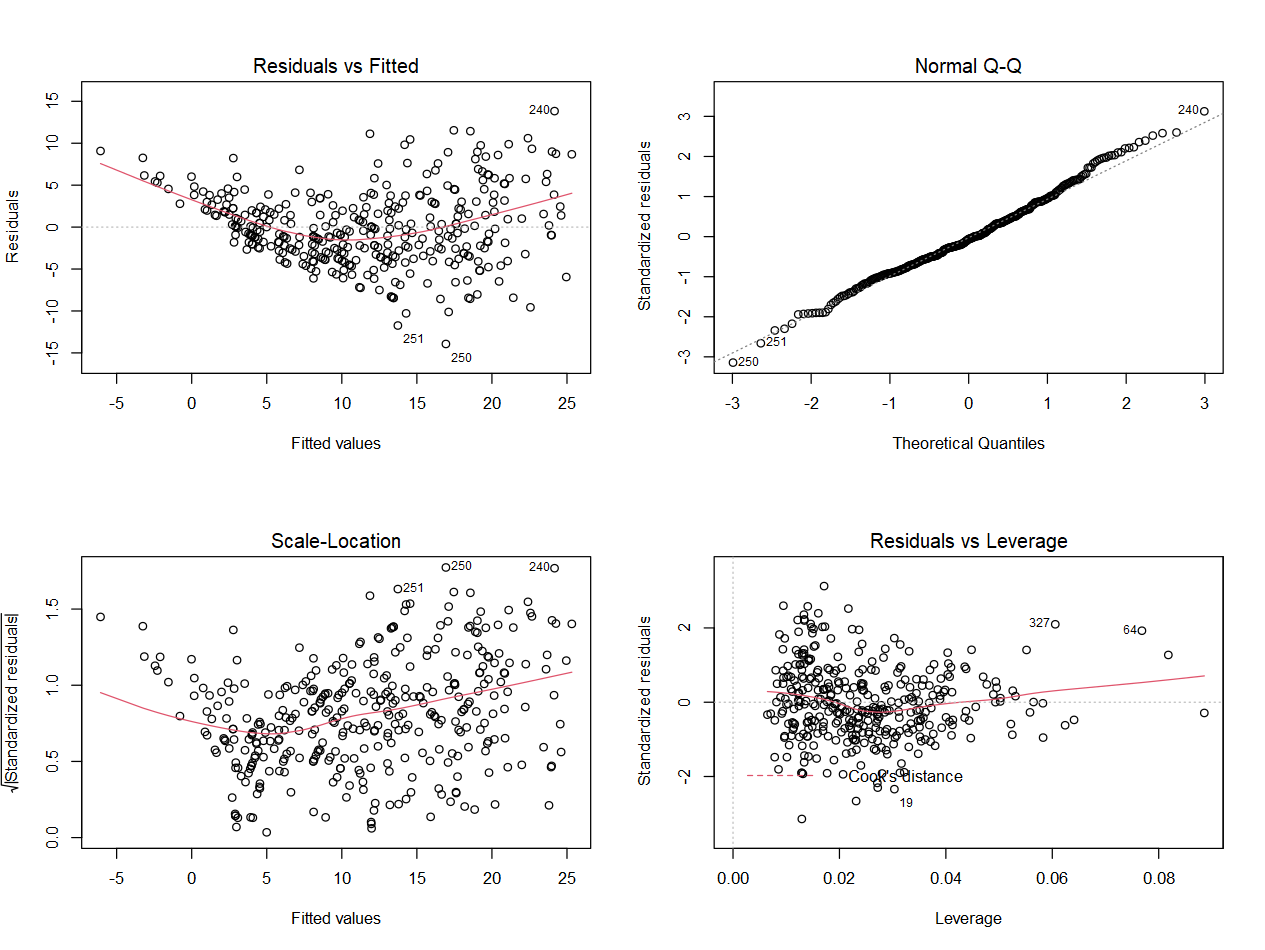 Residuals vs Fitted
Residuals
15
10
5
0
-5
-10
-15
240
251
250
-5 0 5 10 15 20 25
Fitted values
Normal Q-Q
Standardized residuals
3
2
1
0
-1
-2
-3
240
251
250
-3 -2 -1 0 1 2 3
Theoretical Quantiles
Scale-Location
√|Standardized residuals|
1.5
1.0
0.5
0.0
250
240
251
-5 0 5 10 15 20 25
Fitted values
Residuals vs Leverage
Standardized residuals
2
0
-2
327
64
Cook's distance
19
0.00 0.02 0.04 0.06 0.08
Leverage